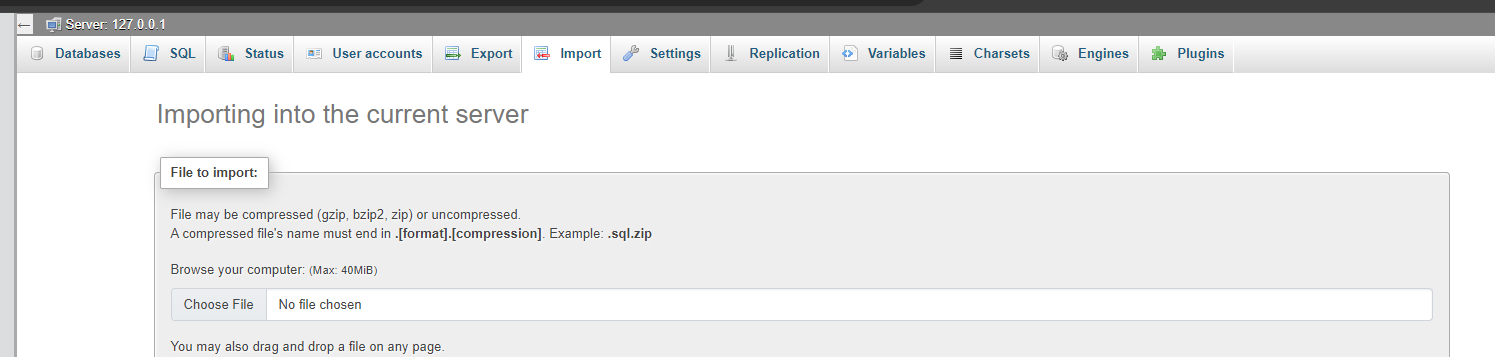 ← Server: 127.0.0.1
Databases SQL Status User accounts Export Import Settings Replication Variables Charsets Engines Plugins
Importing into the current server
File to import:
File may be compressed (gzip, bzip2, zip) or uncompressed.
A compressed file's name must end in .[format].[compression]. Example: .sql.zip
Browse your computer: (Max: 40MiB)
Choose File No file chosen
You may also drag and drop a file on any page.